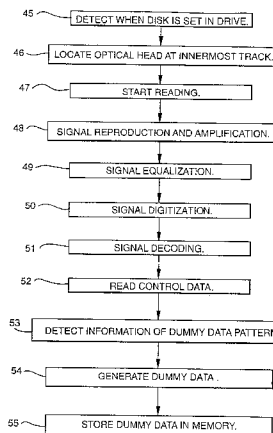 45 DETECT WHEN DISK IS SET IN DRIVE.
46 LOCATE OPTICAL HEAD AT INNERMOST TRACK.
47 START READING.
48 SIGNAL REPRODUCTION AND AMPLIFICATION.
49 SIGNAL EQUALIZATION.
50 SIGNAL DIGITIZATION.
51 SIGNAL DECODING.
52 READ CONTROL DATA.
53 DETECT INFORMATION OF DUMMY DATA PATTERN
54 GENERATE DUMMY DATA .
55 STORE DUMMY DATA IN MEMORY.